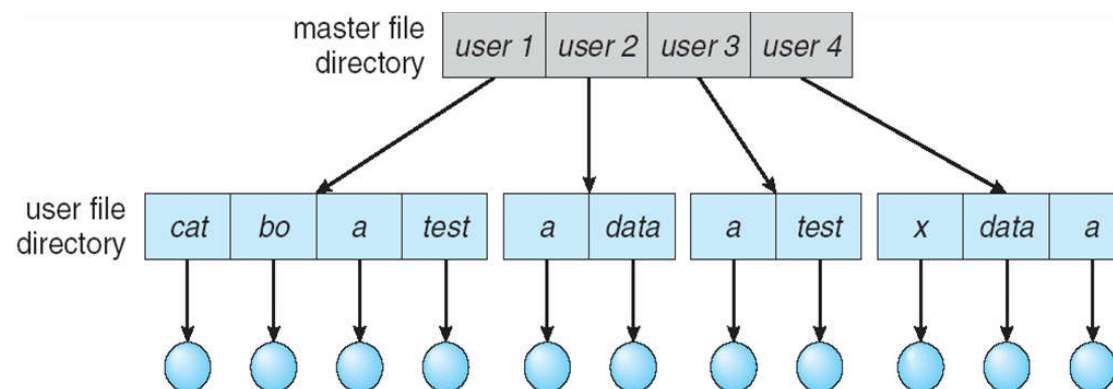 master file
directory
user 1 user 2 user 3 user 4
user file
directory
cat bo a test a data a test x data a